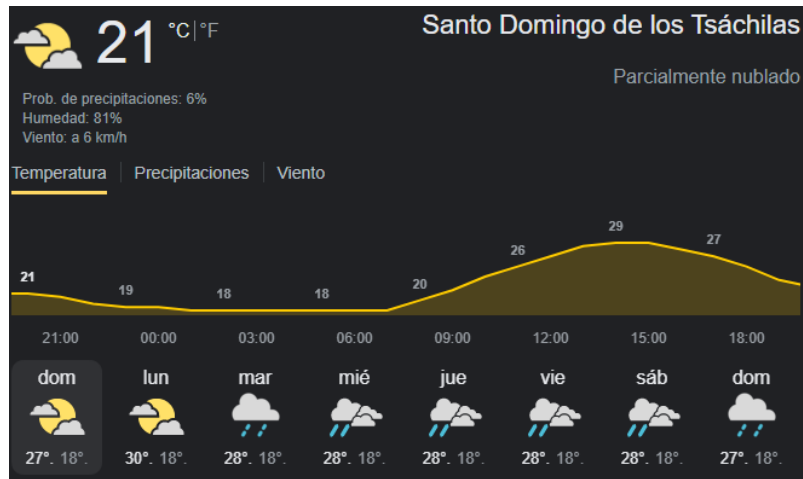 21 °C|°F
Santo Domingo de los Tsáchilas
Parcialmente nublado
Prob. de precipitaciones: 6%
Humedad: 81%
Viento: a 6 km/h
Temperatura | Precipitaciones | Viento
21 19 18 18 20 26 29 27
21:00 00:00 03:00 06:00 09:00 12:00 15:00 18:00
dom lun mar mié jue vie sáb dom
27°. 18°. 30°. 18°. 28°. 18°. 28°. 18°. 28°. 18°. 28°. 18°. 28°. 18°. 27°. 18°.